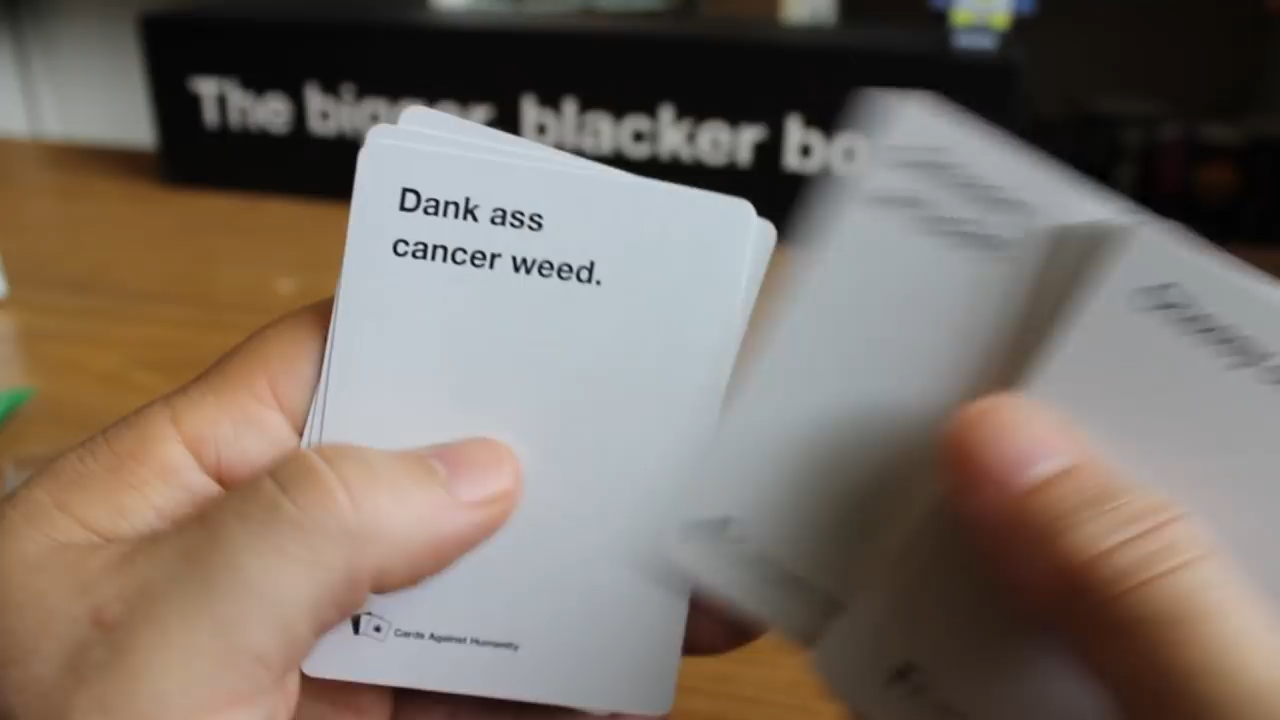 The bigger, blacker bo
Dank ass
cancer weed.
Cards Against Humanity